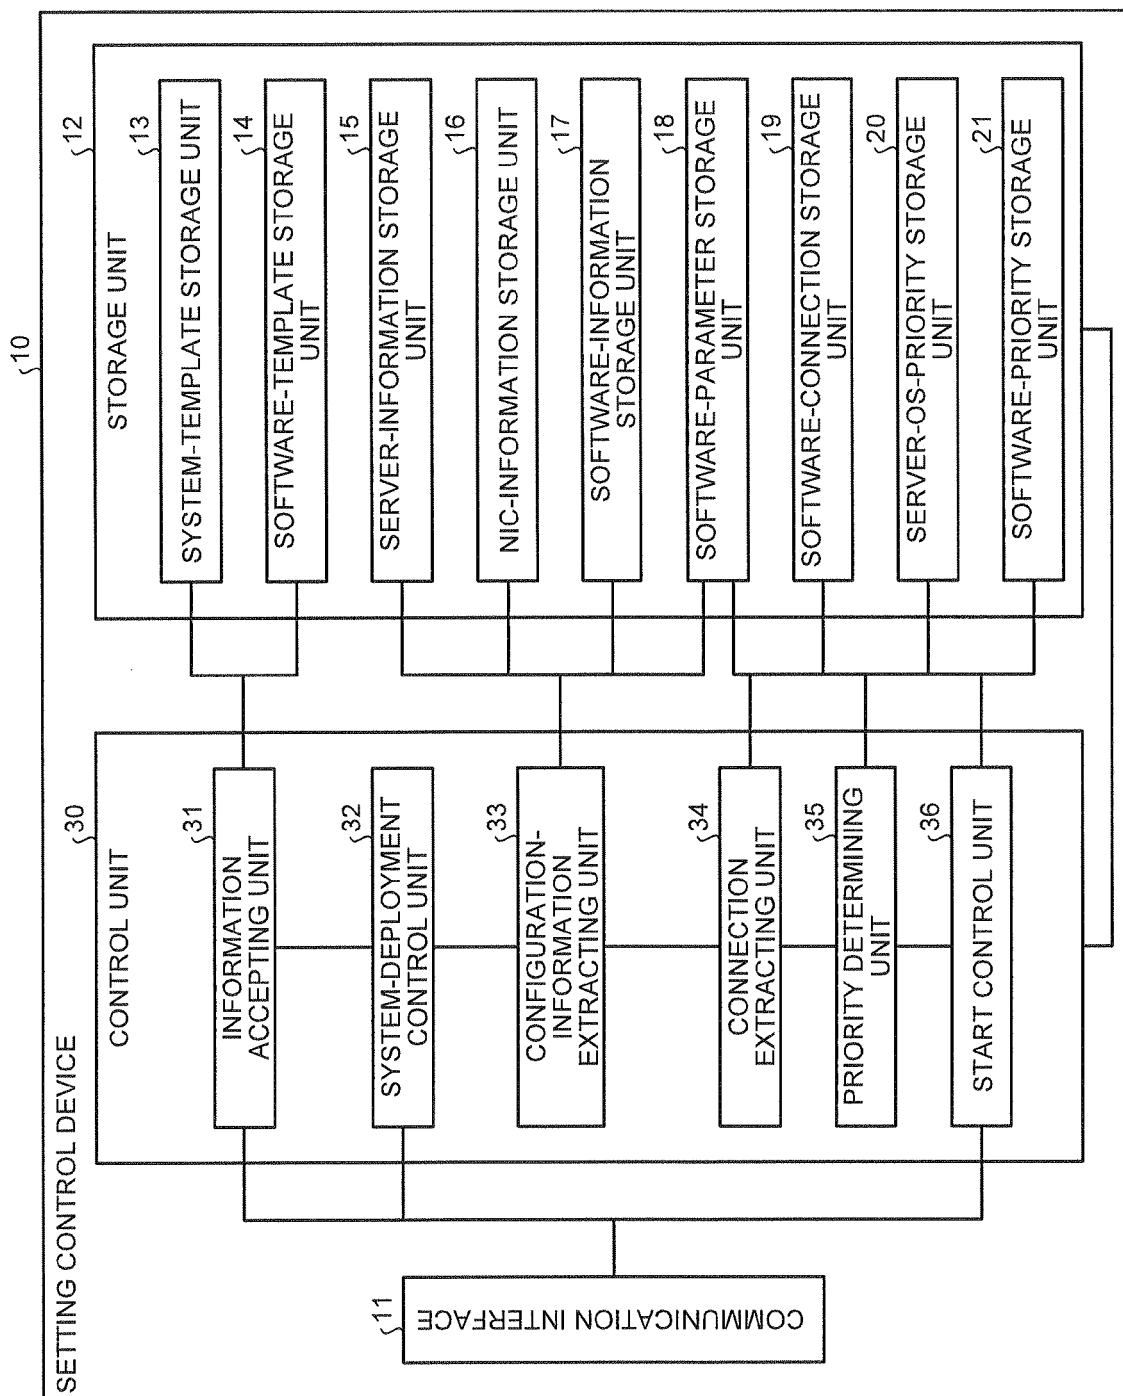 SETTING CONTROL DEVICE
10
11
COMMUNICATION INTERFACE
30
CONTROL UNIT
31
INFORMATION
ACCEPTING UNIT
32
SYSTEM-DEPLOYMENT
CONTROL UNIT
33
CONFIGURATION-
INFORMATION
EXTRACTING UNIT
34
CONNECTION
EXTRACTING UNIT
35
PRIORITY DETERMINING
UNIT
36
START CONTROL UNIT
12
STORAGE UNIT
13
SYSTEM-TEMPLATE STORAGE UNIT
14
SOFTWARE-TEMPLATE STORAGE
UNIT
15
SERVER-INFORMATION STORAGE
UNIT
16
NIC-INFORMATION STORAGE UNIT
17
SOFTWARE-INFORMATION
STORAGE UNIT
18
SOFTWARE-PARAMETER STORAGE
UNIT
19
SOFTWARE-CONNECTION STORAGE
UNIT
20
SERVER-OS-PRIORITY STORAGE
UNIT
21
SOFTWARE-PRIORITY STORAGE
UNIT